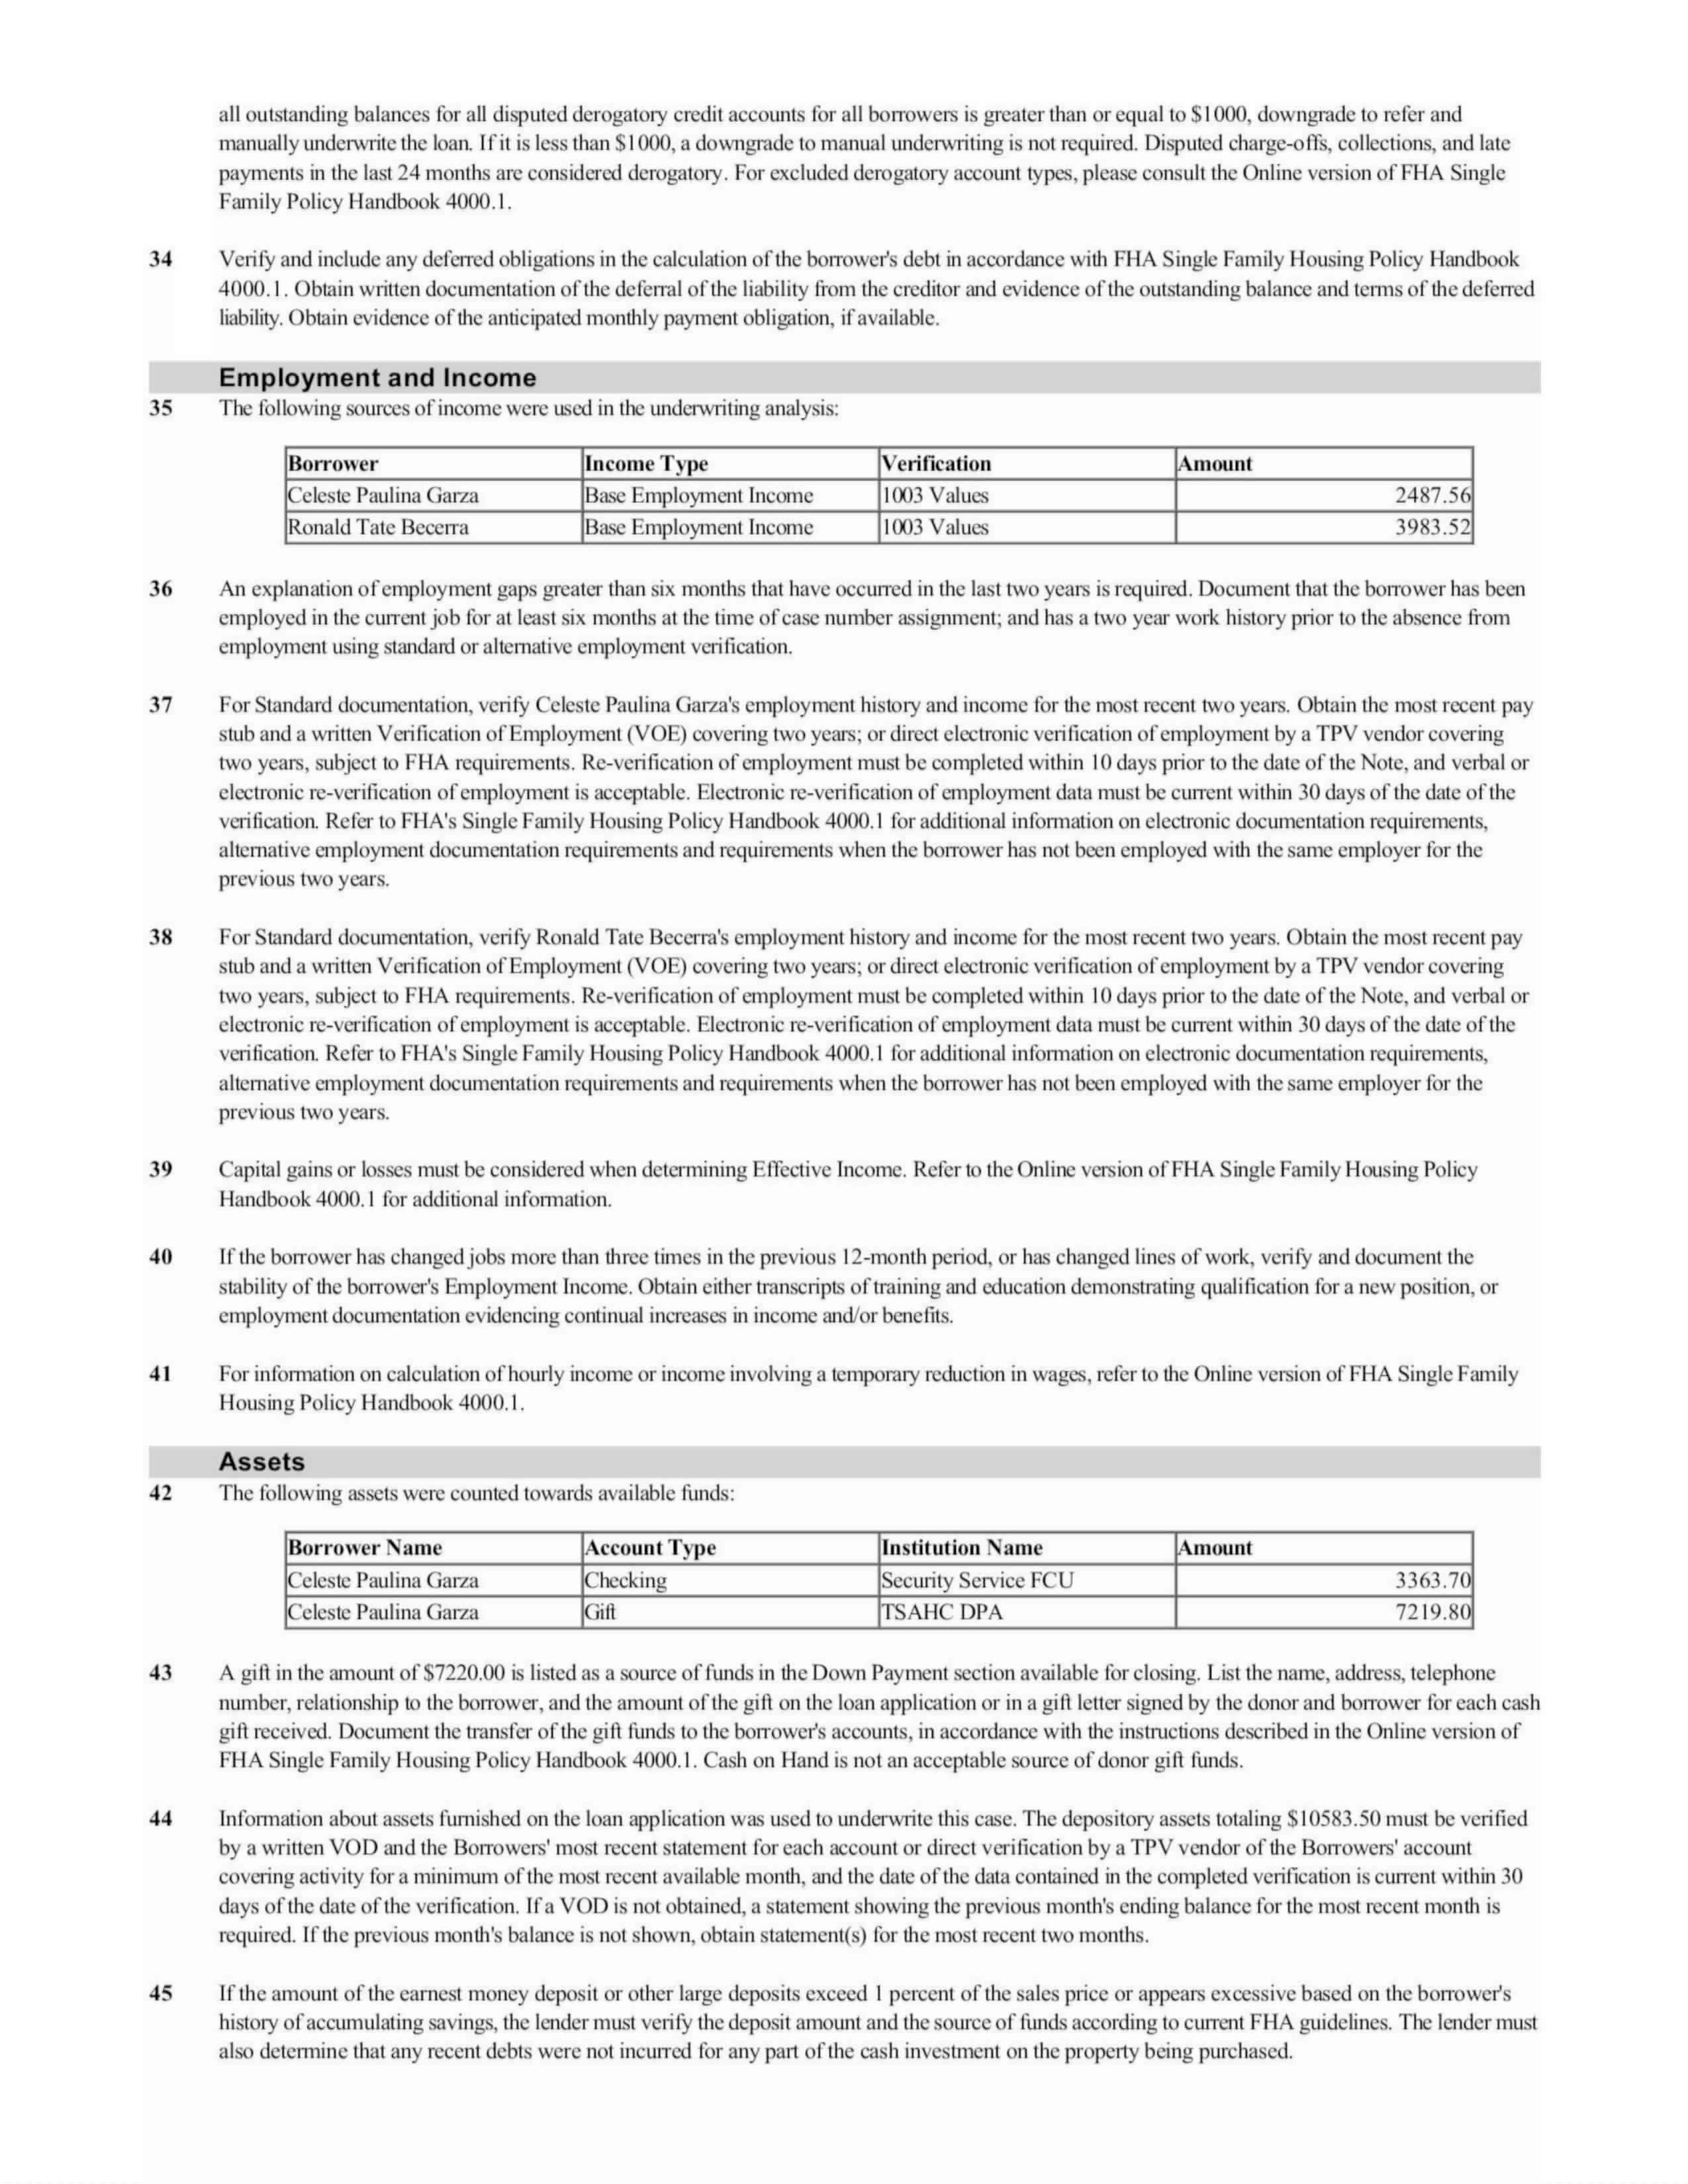 all outstanding balances for all disputed derogatory credit accounts for all borrowers is greater than or equal to $1000, downgrade to refer and
manually underwrite the loan. If it is less than $1000, a downgrade to manual underwriting is not required. Disputed charge-offs, collections, and late
payments in the last 24 months are considered derogatory. For excluded derogatory account types, please consult the Online version of FHA Single
Family Policy Handbook 4000.1.
34 Verify and include any deferred obligations in the calculation of the borrower's debt in accordance with FHA Single Family Housing Policy Handbook
4000.1. Obtain written documentation of the deferral of the liability from the creditor and evidence of the outstanding balance and terms of the deferred
liability. Obtain evidence of the anticipated monthly payment obligation, if available.
Employment and Income
35 The following sources of income were used in the underwriting analysis:
Borrower Income Type Verification Amount
Celeste Paulina Garza Base Employment Income 1003 Values 2487.56
Ronald Tate Becerra Base Employment Income 1003 Values 3983.52
36 An explanation of employment gaps greater than six months that have occurred in the last two years is required. Document that the borrower has been
employed in the current job for at least six months at the time of case number assignment; and has a two year work history prior to the absence from
employment using standard or alternative employment verification.
37 For Standard documentation, verify Celeste Paulina Garza's employment history and income for the most recent two years. Obtain the most recent pay
stub and a written Verification of Employment (VOE) covering two years; or direct electronic verification of employment by a TPV vendor covering
two years, subject to FHA requirements. Re-verification of employment must be completed within 10 days prior to the date of the Note, and verbal or
electronic re-verification of employment is acceptable. Electronic re-verification of employment data must be current within 30 days of the date of the
verification. Refer to FHA's Single Family Housing Policy Handbook 4000.1 for additional information on electronic documentation requirements,
alternative employment documentation requirements and requirements when the borrower has not been employed with the same employer for the
previous two years.
38 For Standard documentation, verify Ronald Tate Becerra's employment history and income for the most recent two years. Obtain the most recent pay
stub and a written Verification of Employment (VOE) covering two years; or direct electronic verification of employment by a TPV vendor covering
two years, subject to FHA requirements. Re-verification of employment must be completed within 10 days prior to the date of the Note, and verbal or
electronic re-verification of employment is acceptable. Electronic re-verification of employment data must be current within 30 days of the date of the
verification. Refer to FHA's Single Family Housing Policy Handbook 4000.1 for additional information on electronic documentation requirements,
alternative employment documentation requirements and requirements when the borrower has not been employed with the same employer for the
previous two years.
39 Capital gains or losses must be considered when determining Effective Income. Refer to the Online version of FHA Single Family Housing Policy
Handbook 4000.1 for additional information.
40 If the borrower has changed jobs more than three times in the previous 12-month period, or has changed lines of work, verify and document the
stability of the borrower's Employment Income. Obtain either transcripts of training and education demonstrating qualification for a new position, or
employment documentation evidencing continual increases in income and/or benefits.
41 For information on calculation of hourly income or income involving a temporary reduction in wages, refer to the Online version of FHA Single Family
Housing Policy Handbook 4000.1.
Assets
42 The following assets were counted towards available funds:
Borrower Name Account Type Institution Name Amount
Celeste Paulina Garza Checking Security Service FCU 3363.70
Celeste Paulina Garza Gift TSAHC DPA 7219.80
43 A gift in the amount of $7220.00 is listed as a source of funds in the Down Payment section available for closing. List the name, address, telephone
number, relationship to the borrower, and the amount of the gift on the loan application or in a gift letter signed by the donor and borrower for each cash
gift received. Document the transfer of the gift funds to the borrower's accounts, in accordance with the instructions described in the Online version of
FHA Single Family Housing Policy Handbook 4000.1. Cash on Hand is not an acceptable source of donor gift funds.
44 Information about assets furnished on the loan application was used to underwrite this case. The depository assets totaling $10583.50 must be verified
by a written VOD and the Borrowers' most recent statement for each account or direct verification by a TPV vendor of the Borrowers' account
covering activity for a minimum of the most recent available month, and the date of the data contained in the completed verification is current within 30
days of the date of the verification. If a VOD is not obtained, a statement showing the previous month's ending balance for the most recent month is
required. If the previous month's balance is not shown, obtain statement(s) for the most recent two months.
45 If the amount of the earnest money deposit or other large deposits exceed 1 percent of the sales price or appears excessive based on the borrower's
history of accumulating savings, the lender must verify the deposit amount and the source of funds according to current FHA guidelines. The lender must
also determine that any recent debts were not incurred for any part of the cash investment on the property being purchased.